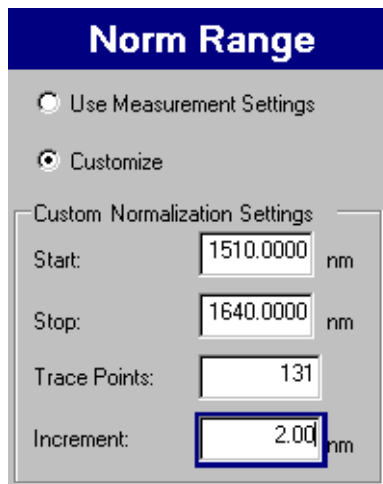 Norm Range
Use Measurement Settings
Customize
Custom Normalization Settings
Start: 1510.0000 nm
Stop: 1640.0000 nm
Trace Points: 131
Increment: 2.00 nm